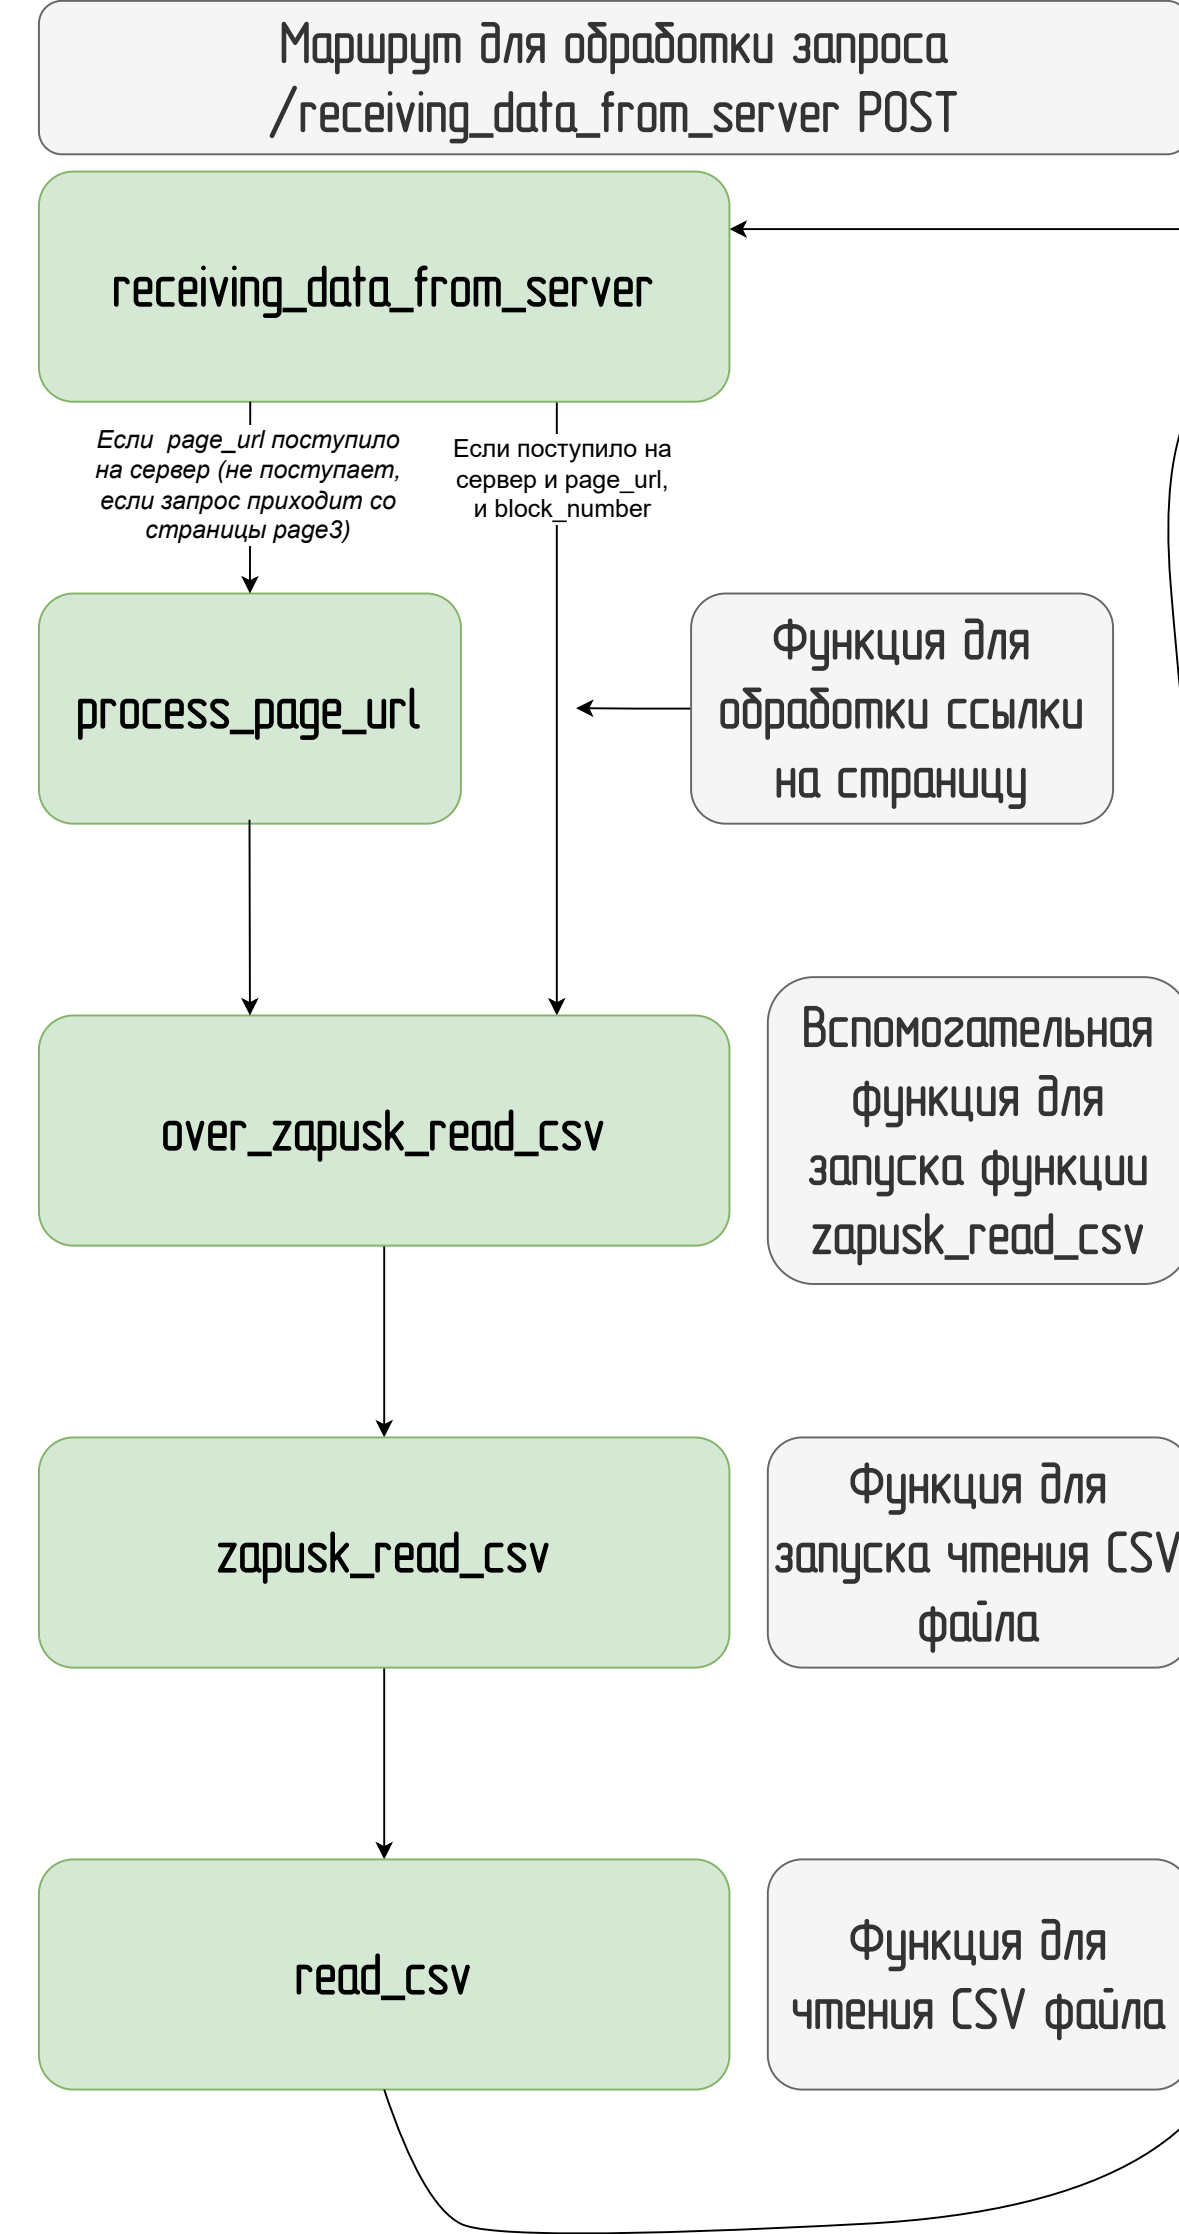 Маршрут для обработки запроса
/receiving_data_from_server POST
receiving_data_from_server
Если  page_url поступило
на сервер (не поступает,
если запрос приходит со
страницы page3)
Если поступило на
сервер и page_url,
и block_number
process_page_url
Функция для
обработки ссылки
на страницу
over_zapusk_read_csv
Вспомогательная
функция для
запуска функции
zapusk_read_csv
zapusk_read_csv
Функция для
запуска чтения CSV
файла
read_csv
Функция для
чтения CSV файла